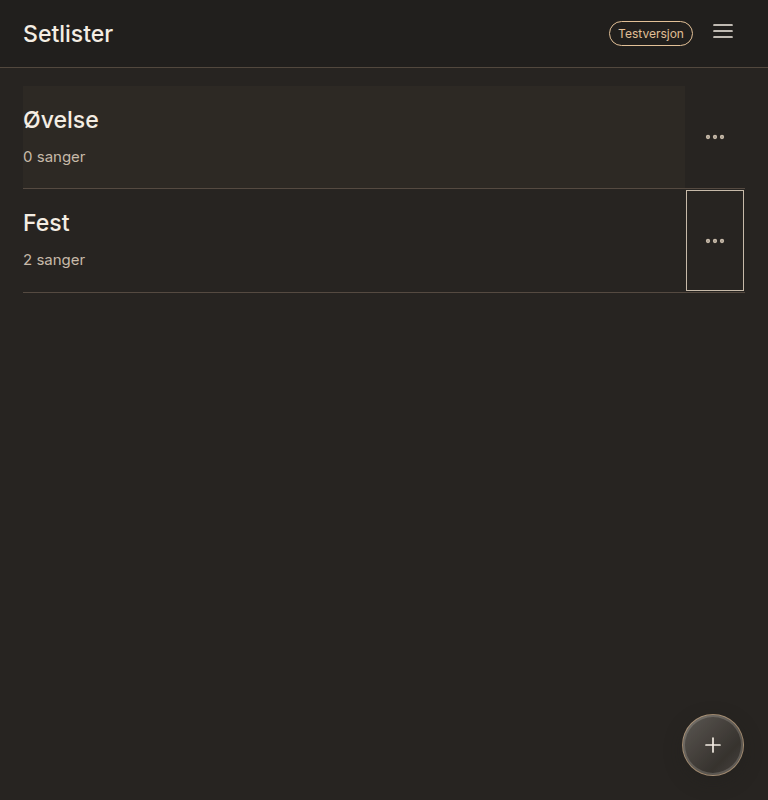 Setlister
Testversjon
Øvelse
0 sanger
Fest
2 sanger